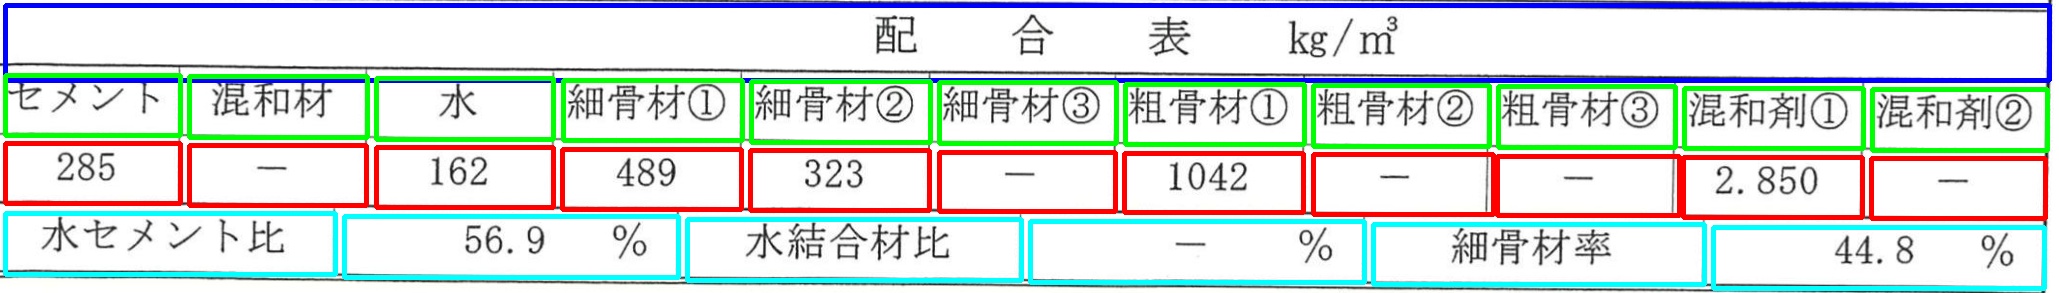 配 合 表 kg/㎥
セメント 混和材 水 細骨材① 細骨材② 細骨材③ 粗骨材① 粗骨材② 粗骨材③ 混和剤① 混和剤②
285 － 162 489 323 － 1042 － － 2.850 －
水セメント比 56.9 % 水結合材比 － % 細骨材率 44.8 %